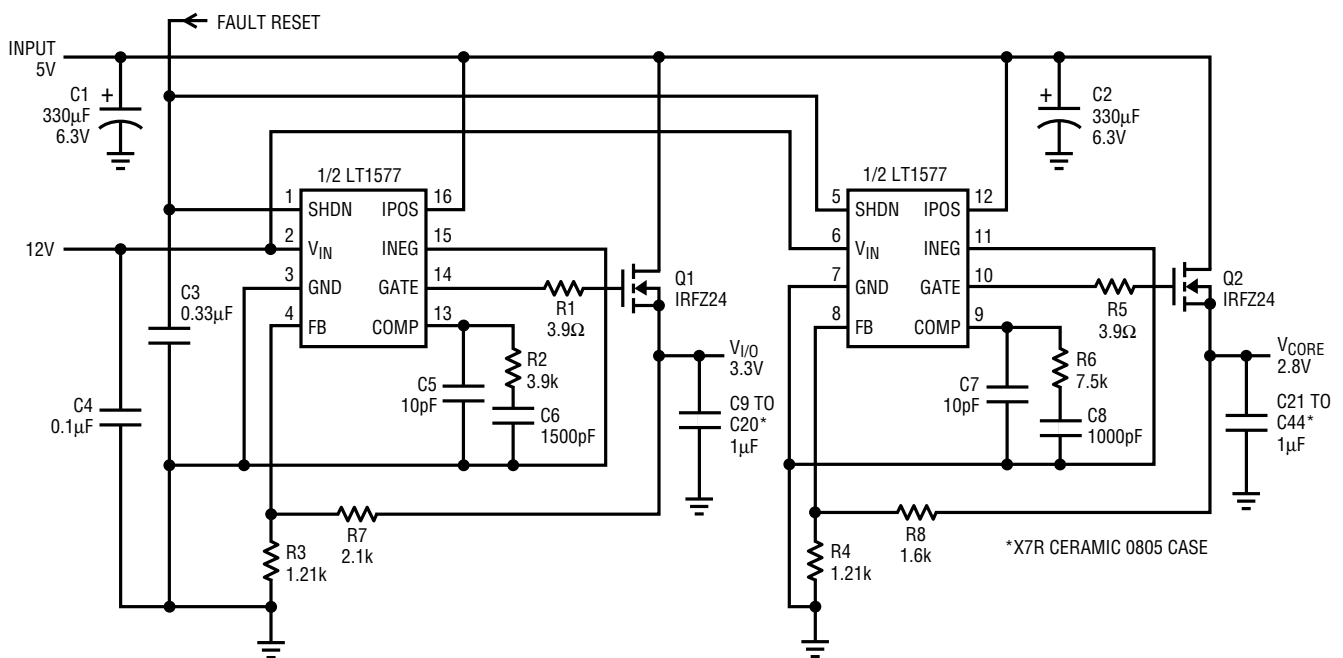 FAULT RESET
INPUT
5V
C1
330µF
6.3V
+
+
C2
330µF
6.3V
1/2 LT1577
1 SHDN IPOS 16
2 VIN INEG 15
3 GND GATE 14
4 FB COMP 13
12V
C3
0.33µF
C4
0.1µF
R1
3.9Ω
Q1
IRFZ24
R2
3.9k
C5
10pF
C6
1500pF
VI/O
3.3V
C9 TO
C20*
1µF
R7
2.1k
R3
1.21k
1/2 LT1577
5 SHDN IPOS 12
6 VIN INEG 11
7 GND GATE 10
8 FB COMP 9
R5
3.9Ω
Q2
IRFZ24
R6
7.5k
C7
10pF
C8
1000pF
VCORE
2.8V
C21 TO
C44*
1µF
R8
1.6k
R4
1.21k
*X7R CERAMIC 0805 CASE